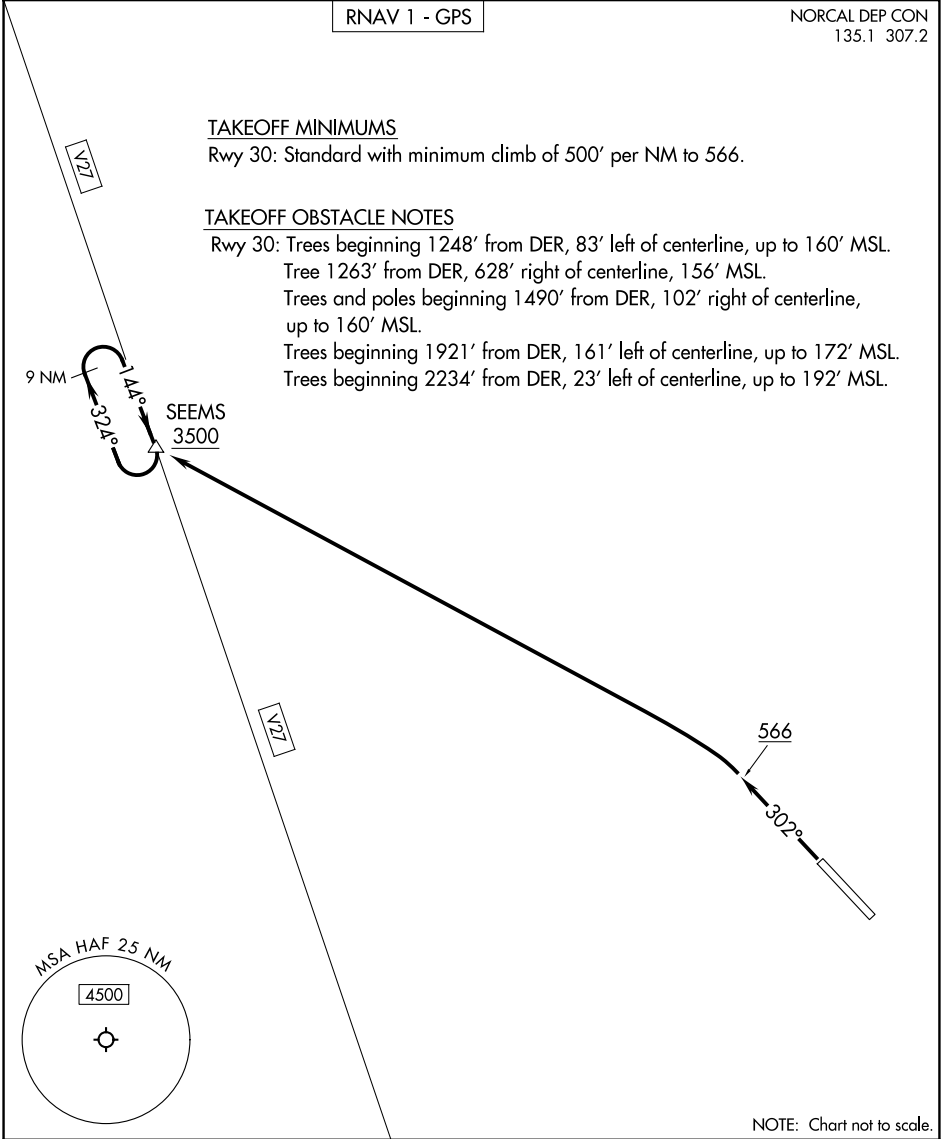 RNAV 1 - GPS
NORCAL DEP CON
135.1 307.2
TAKEOFF MINIMUMS
Rwy 30: Standard with minimum climb of 500' per NM to 566.
V27
TAKEOFF OBSTACLE NOTES
Rwy 30: Trees beginning 1248' from DER, 83' left of centerline, up to 160' MSL.
Tree 1263' from DER, 628' right of centerline, 156' MSL.
Trees and poles beginning 1490' from DER, 102' right of centerline,
up to 160' MSL.
Trees beginning 1921' from DER, 161' left of centerline, up to 172' MSL.
Trees beginning 2234' from DER, 23' left of centerline, up to 192' MSL.
9 NM
144°
324°
SEEMS
3500
V27
566
302°
MSA HAF 25 NM
4500
NOTE: Chart not to scale.